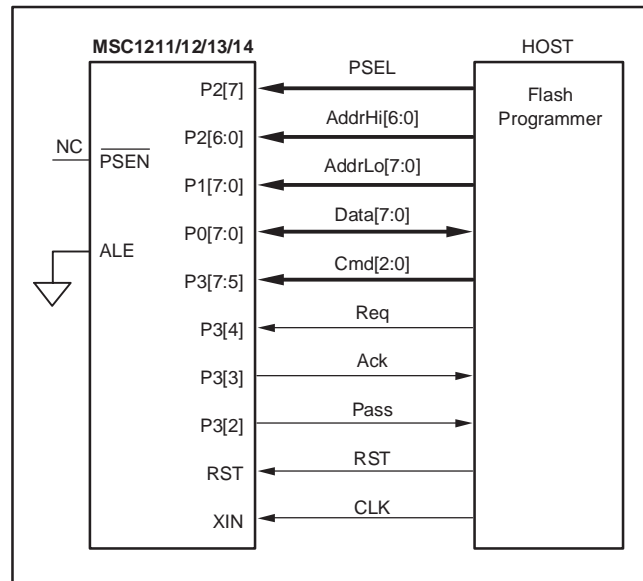 MSC1211/12/13/14
HOST
PSEL
P2[7]
Flash
Programmer
AddrHi[6:0]
P2[6:0]
NC
PSEN
AddrLo[7:0]
P1[7:0]
Data[7:0]
P0[7:0]
ALE
Cmd[2:0]
P3[7:5]
Req
P3[4]
Ack
P3[3]
Pass
P3[2]
RST
RST
CLK
XIN